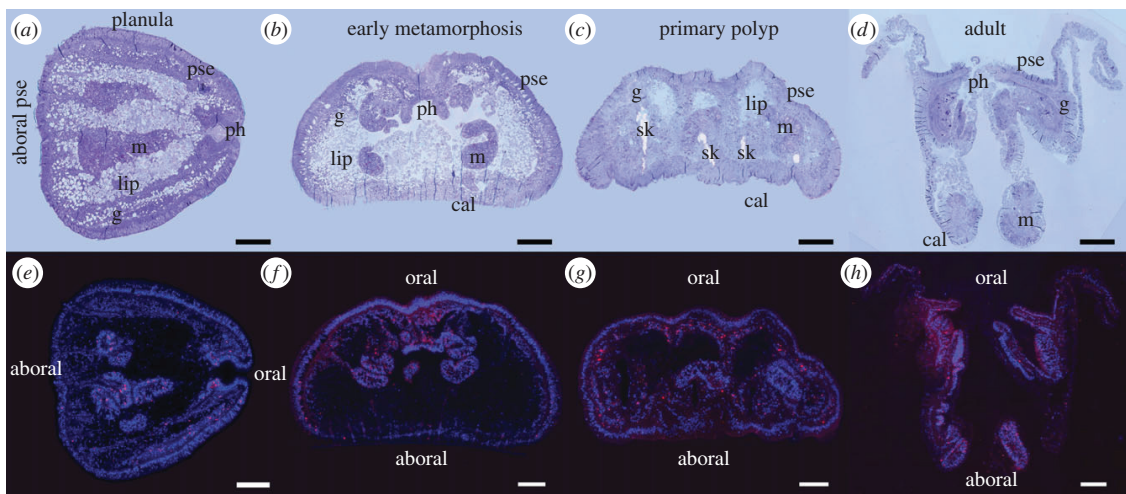 (a) planula
pse
aboral pse
ph
m
lip
g
(b) early metamorphosis
pse
ph
g
lip
m
cal
(c) primary polyp
g
lip
pse
sk
m
sk
sk
cal
(d) adult
pse
ph
g
m
cal
(e)
aboral
oral
(f)
oral
aboral
(g)
oral
aboral
(h)
oral
aboral